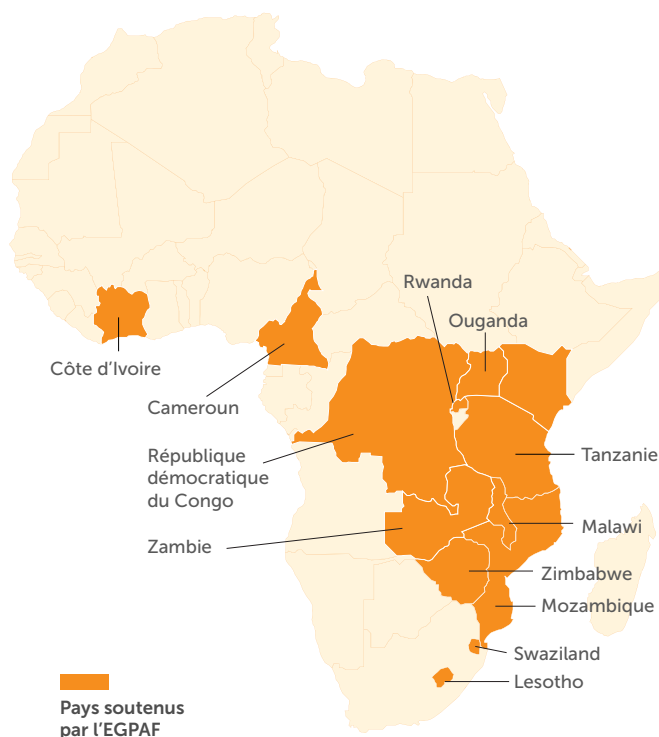 Rwanda
Ouganda
Côte d'Ivoire
Cameroun
République
démocratique
du Congo
Tanzanie
Malawi
Zambie
Zimbabwe
Mozambique
Swaziland
Lesotho
Pays soutenus
par l'EGPAF